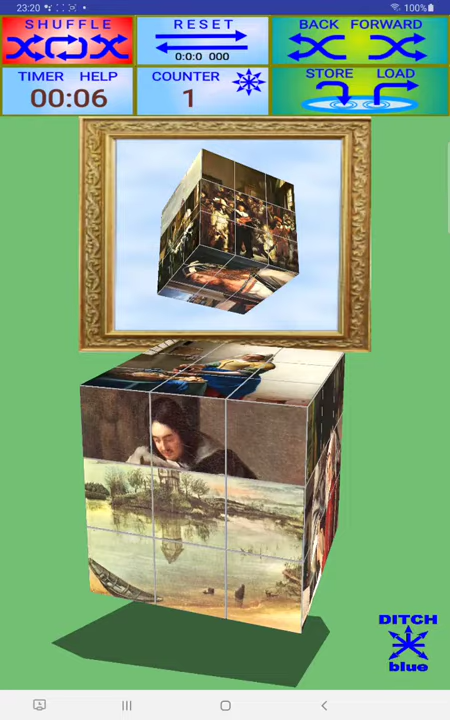 23:20
100%
SHUFFLE
RESET
BACK FORWARD
0:0:0 000
TIMER HELP
COUNTER
STORE LOAD
00:06
1
DITCH
blue